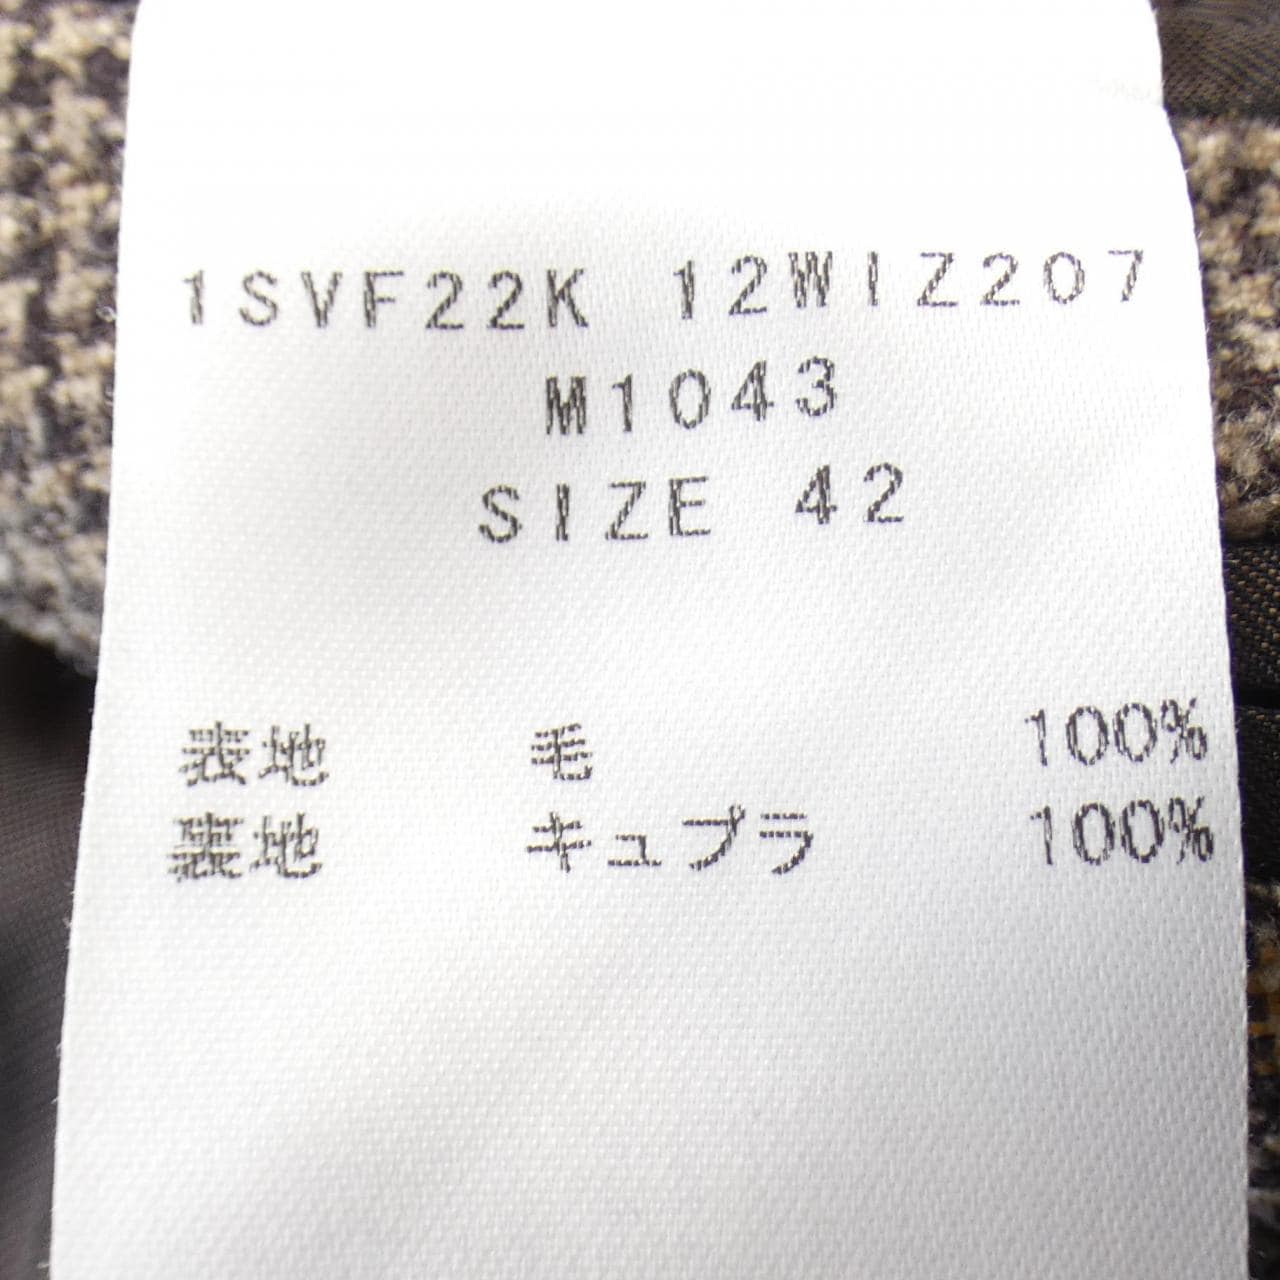 1SVF22K 12WIZ207
M1043
SIZE 42
表地 毛 100%
裏地 キュプラ 100%